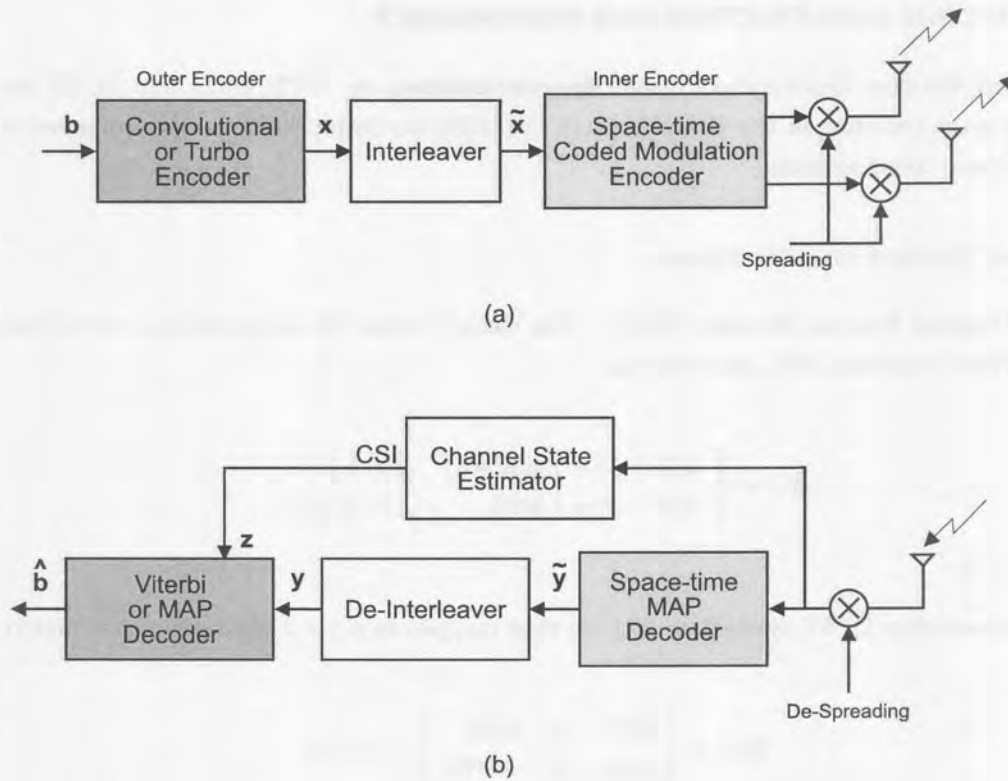 Outer Encoder
Inner Encoder
b
Convolutional
or Turbo
Encoder
x
Interleaver
x̃
Space-time
Coded Modulation
Encoder
Spreading
(a)
CSI
Channel State
Estimator
z
b̂
Viterbi
or MAP
Decoder
y
De-Interleaver
ỹ
Space-time
MAP
Decoder
De-Spreading
(b)